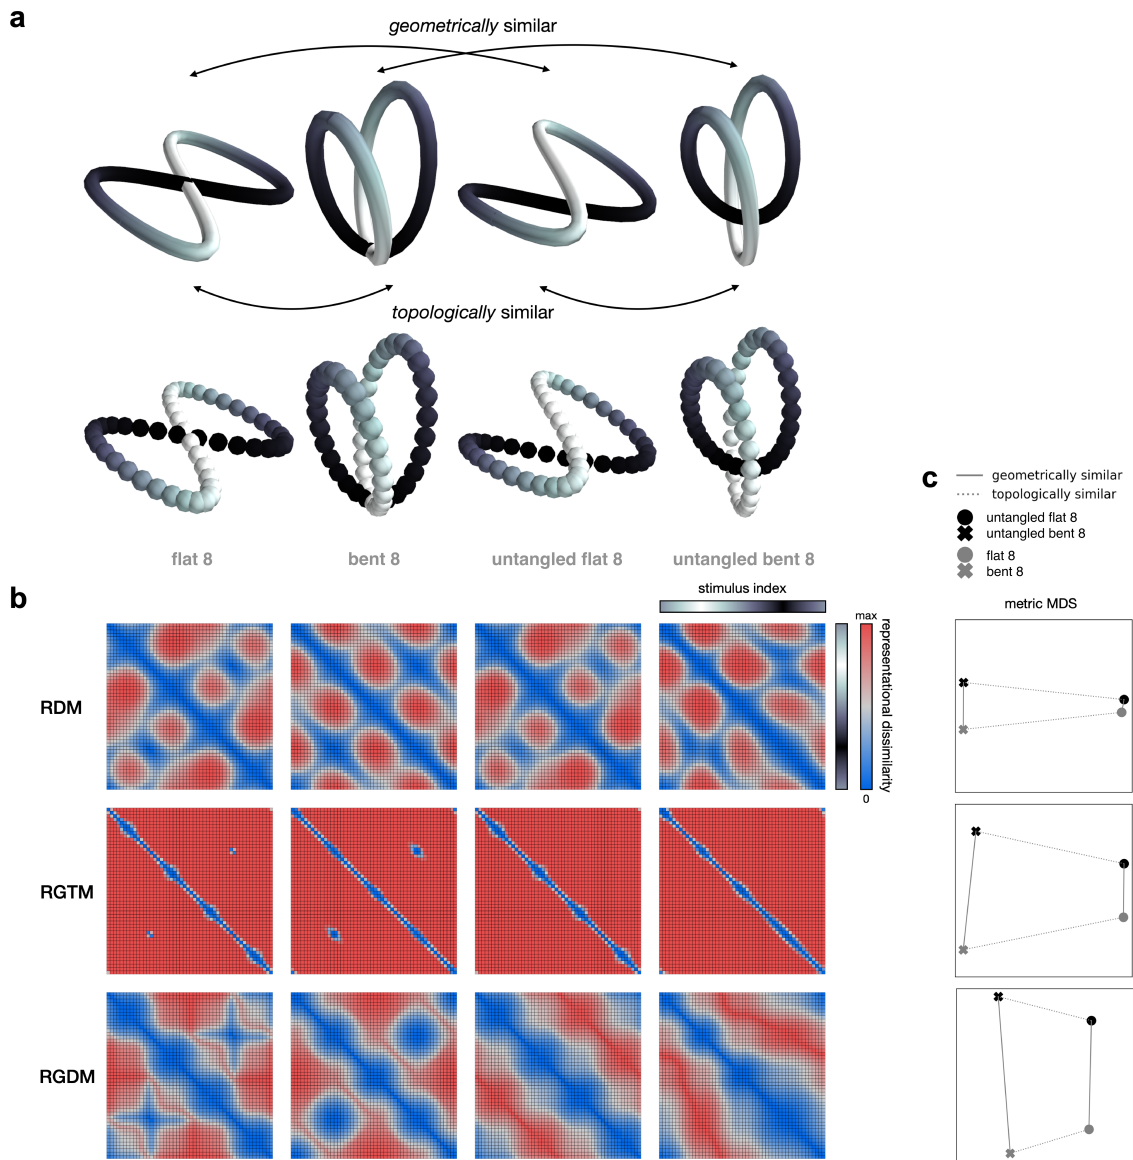 a
geometrically similar
topologically similar
flat 8
bent 8
untangled flat 8
untangled bent 8
c
geometrically similar
topologically similar
untangled flat 8
untangled bent 8
flat 8
bent 8
metric MDS
b
stimulus index
max
representational dissimilarity
0
RDM
RGTM
RGDM